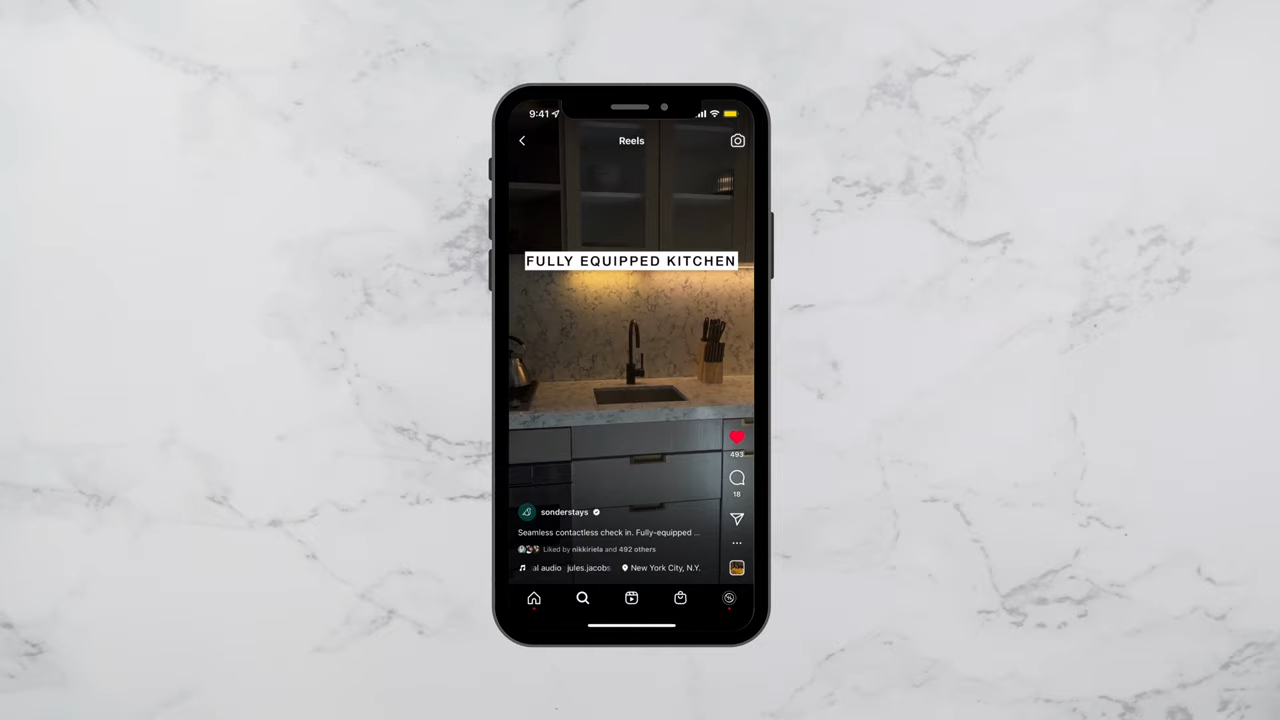 9:41
Reels
FULLY EQUIPPED KITCHEN
493
18
sonderstays
Seamless contactless check in. Fully-equipped ...
Liked by nikkiriela and 492 others
al audio jules.jacobs
New York City, N.Y.